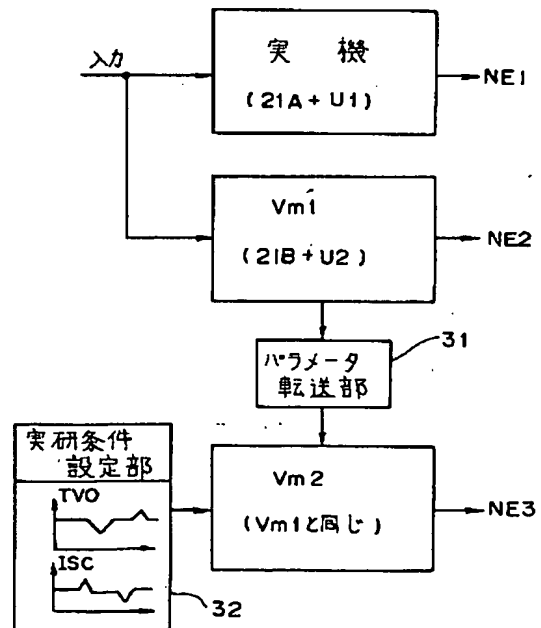 入力
実 機
(21A + U1)
NE1
Vm1
(21B + U2)
NE2
パラメータ
転送部
31
実研条件
設定部
TVO
ISC
32
Vm2
(Vm1と同じ)
NE3